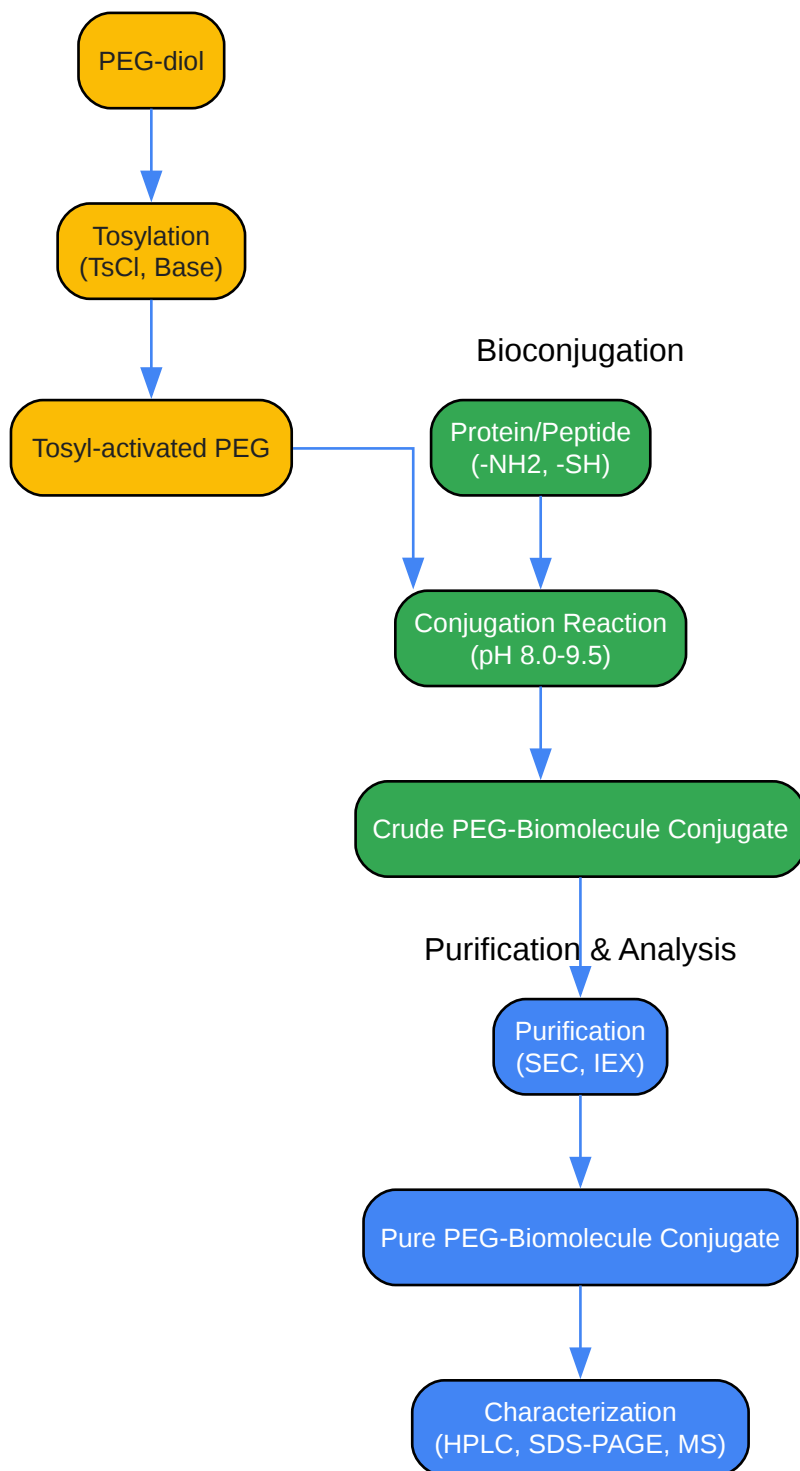 PEG-diol
Tosylation
(TsCl, Base)
Tosyl-activated PEG
Bioconjugation
Protein/Peptide
(-NH2, -SH)
Conjugation Reaction
(pH 8.0-9.5)
Crude PEG-Biomolecule Conjugate
Purification & Analysis
Purification
(SEC, IEX)
Pure PEG-Biomolecule Conjugate
Characterization
(HPLC, SDS-PAGE, MS)